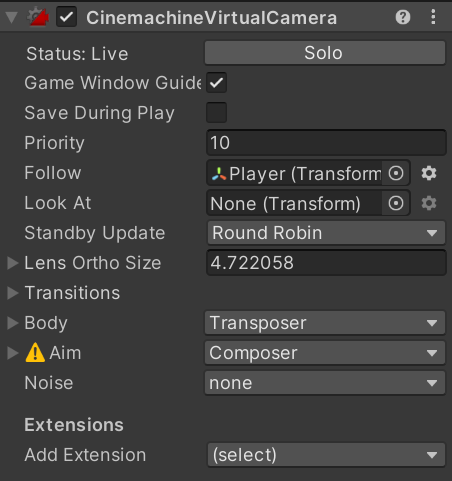 CinemachineVirtualCamera
Status: Live Solo
Game Window Guide
Save During Play
Priority 10
Follow Player (Transform
Look At None (Transform)
Standby Update Round Robin
Lens Ortho Size 4.722058
Transitions
Body Transposer
Aim Composer
Noise none
Extensions
Add Extension (select)